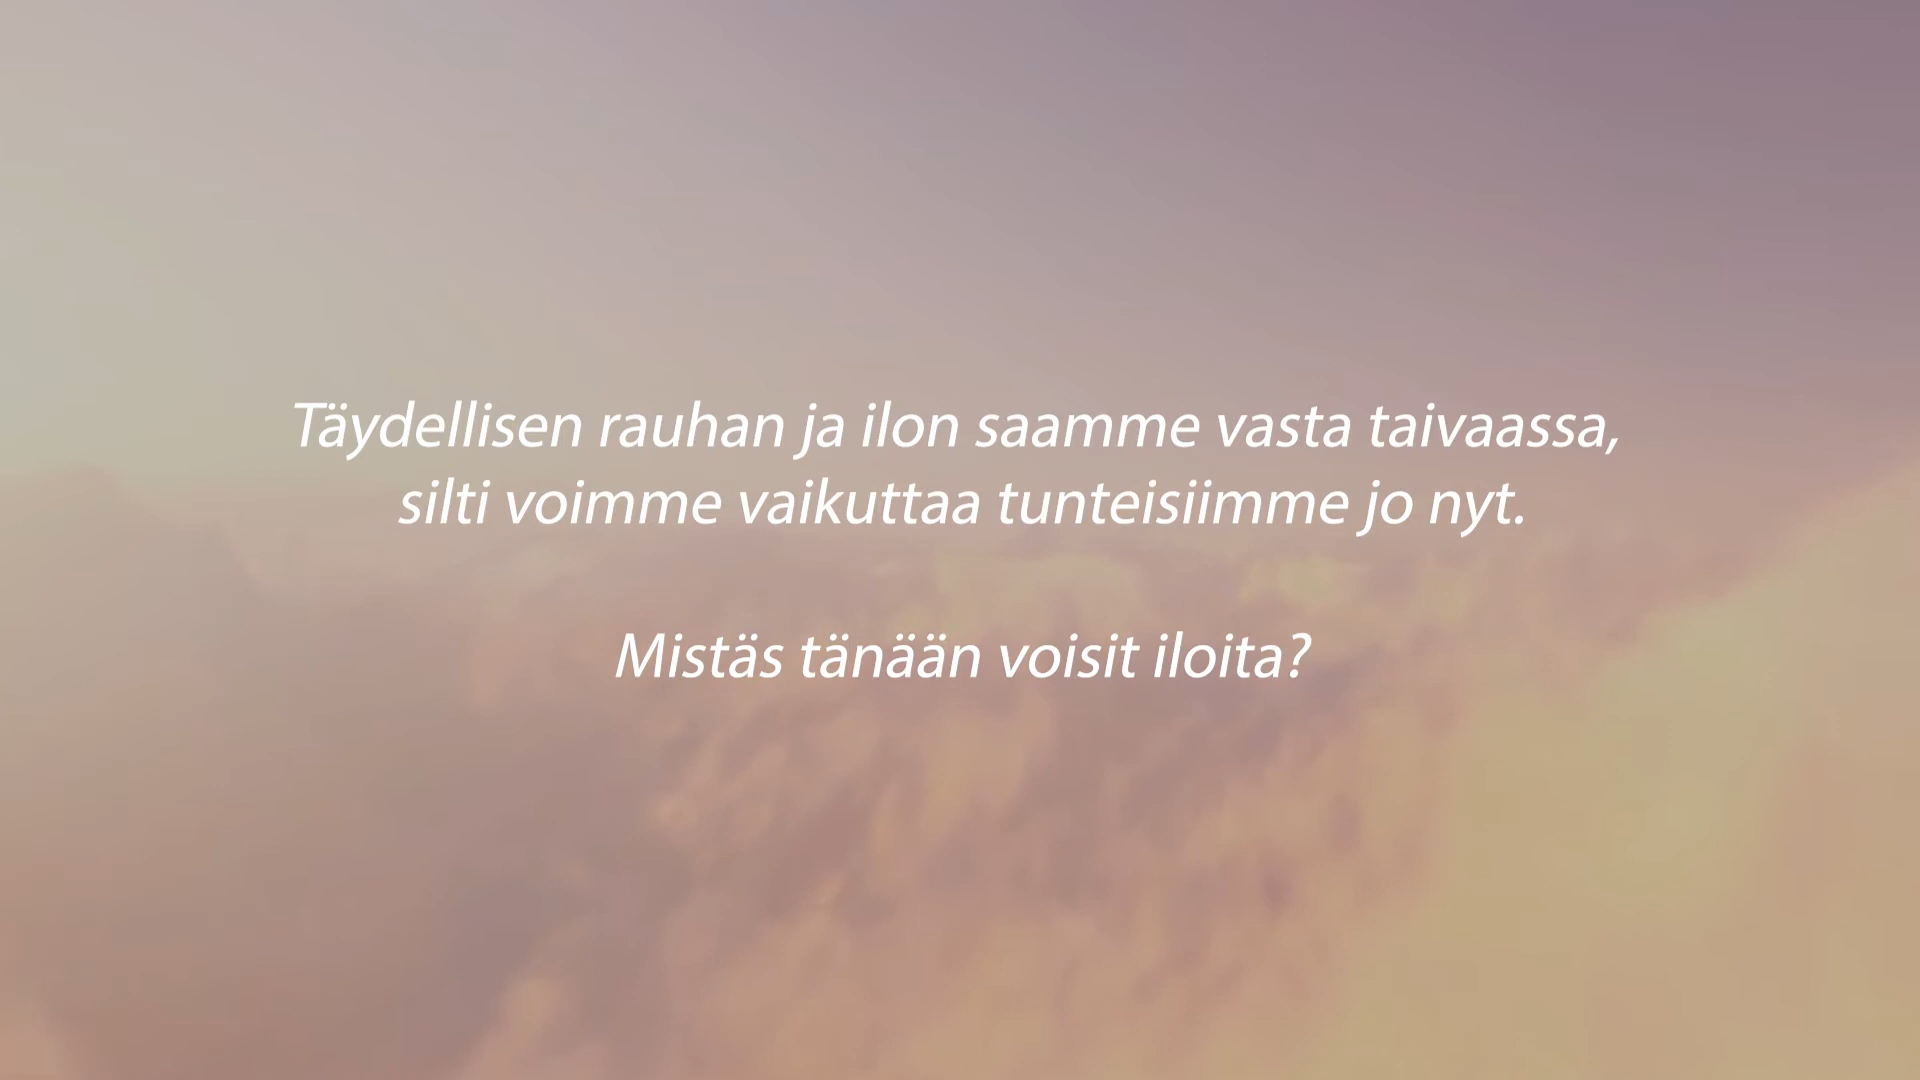 Täydellisen rauhan ja ilon saamme vasta taivaassa,
silti voimme vaikuttaa tunteisiimme jo nyt.
Mistäs tänään voisit iloita?